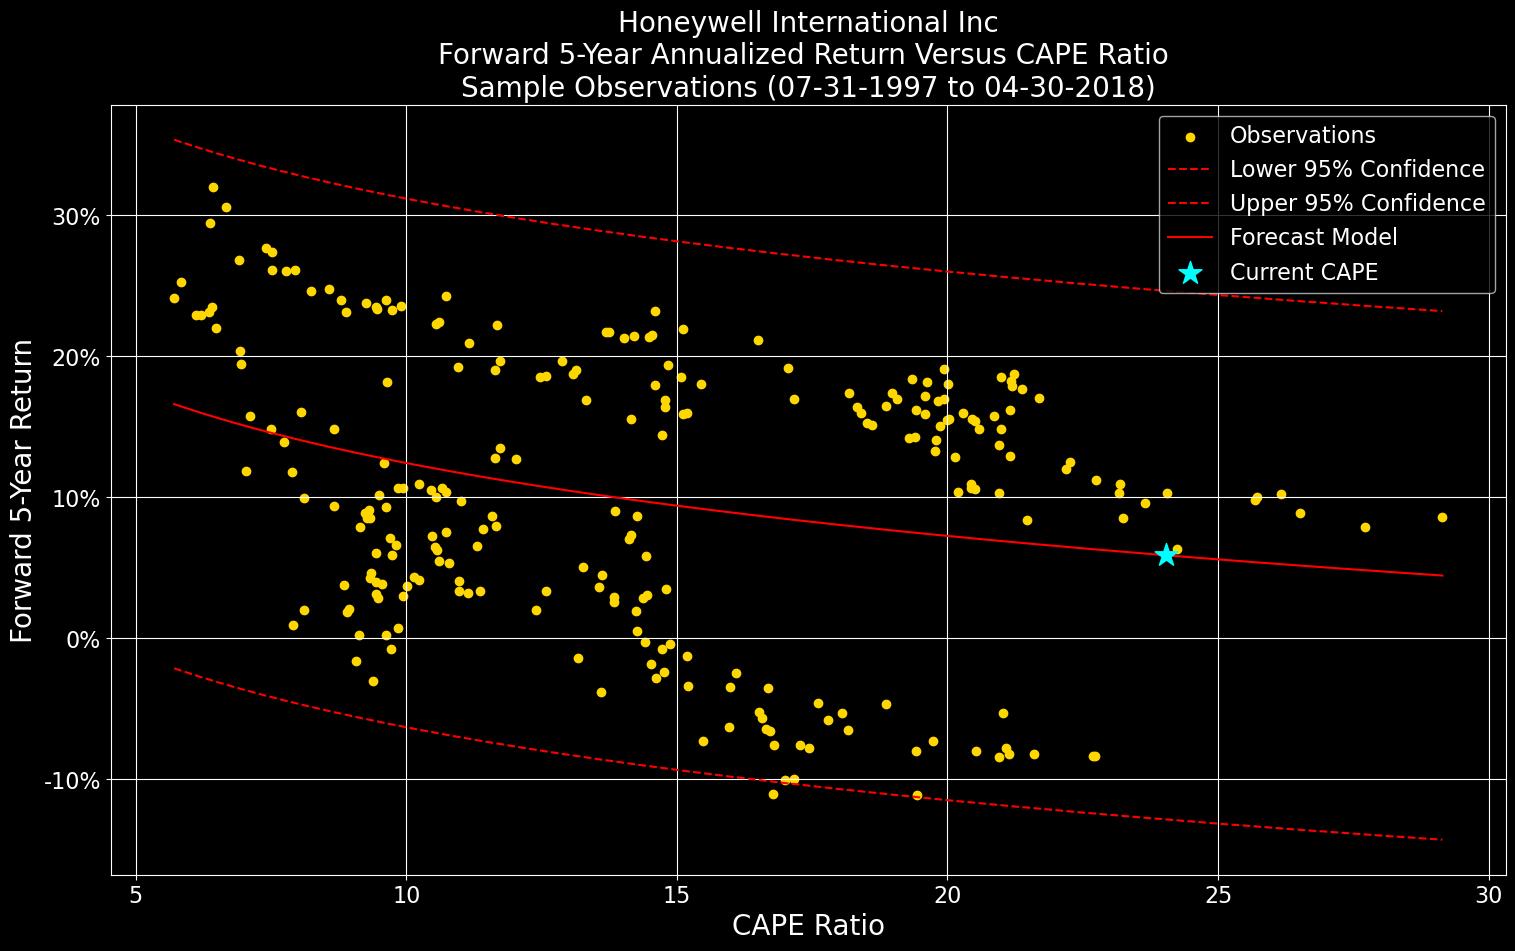 Honeywell International Inc
Forward 5-Year Annualized Return Versus CAPE Ratio
Sample Observations (07-31-1997 to 04-30-2018)
Observations
Lower 95% Confidence
Upper 95% Confidence
Forecast Model
Current CAPE
Forward 5-Year Return
30%
20%
10%
0%
-10%
5
10
15
20
25
30
CAPE Ratio